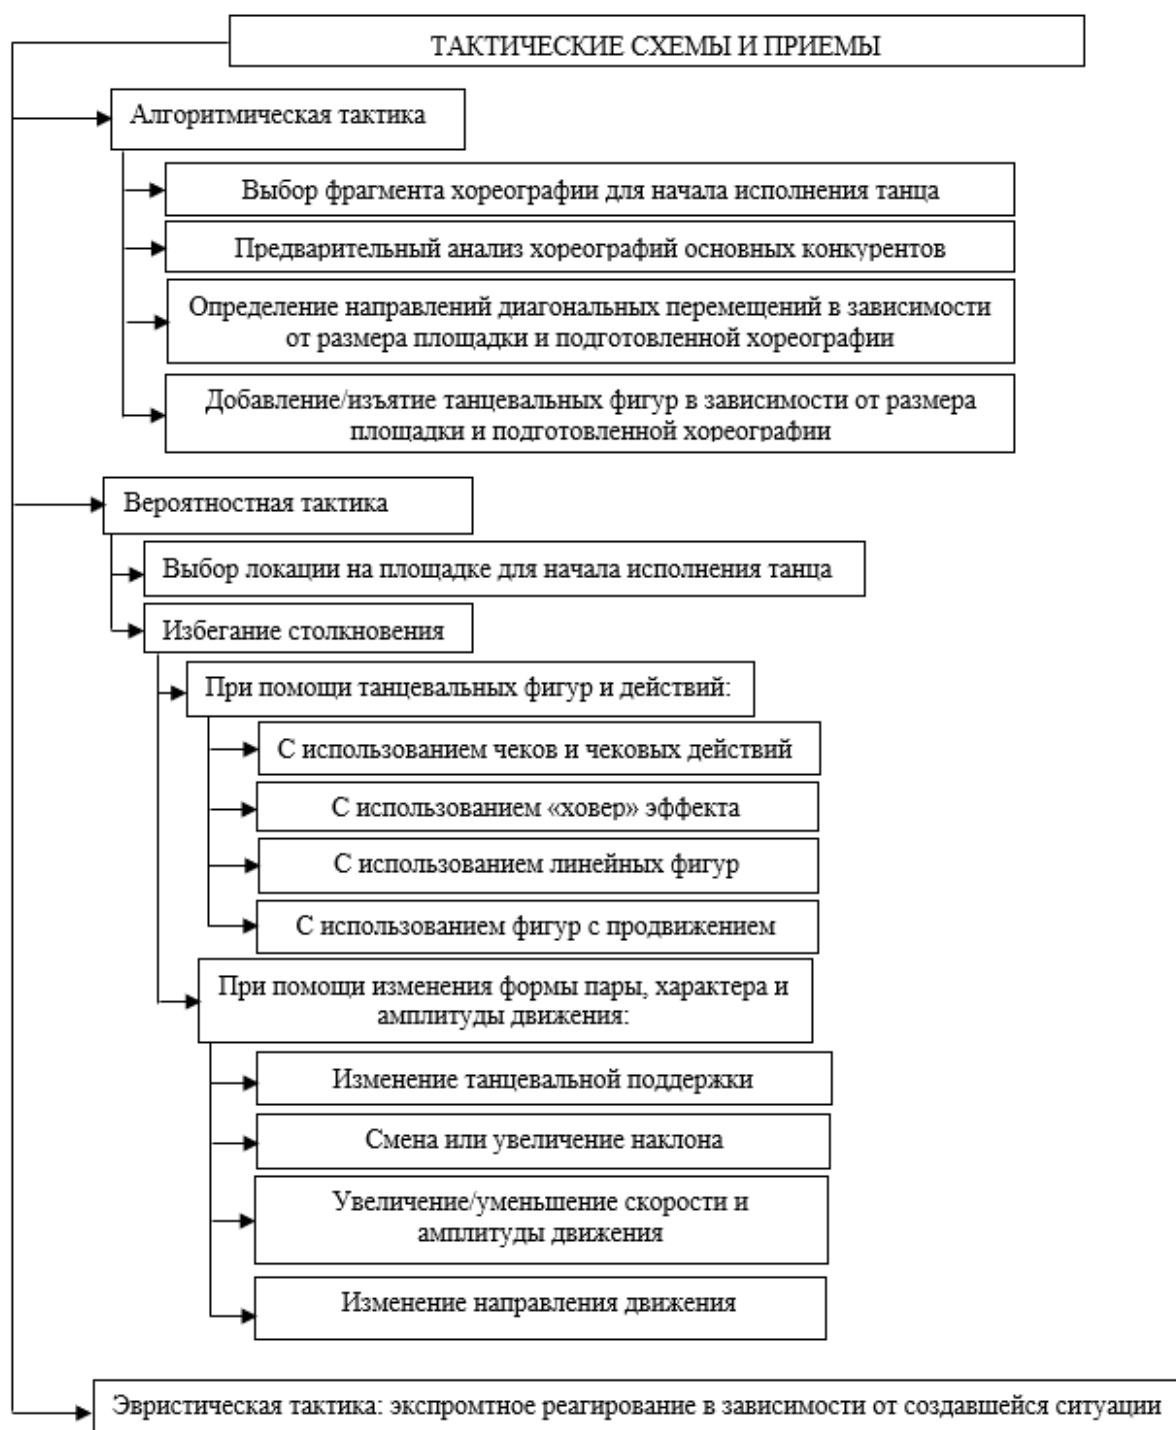 ТАКТИЧЕСКИЕ СХЕМЫ И ПРИЕМЫ
Алгоритмическая тактика
Выбор фрагмента хореографии для начала исполнения танца
Предварительный анализ хореографий основных конкурентов
Определение направлений диагональных перемещений в зависимости
от размера площадки и подготовленной хореографии
Добавление/изъятие танцевальных фигур в зависимости от размера
площадки и подготовленной хореографии
Вероятностная тактика
Выбор локации на площадке для начала исполнения танца
Избегание столкновения
При помощи танцевальных фигур и действий:
С использованием чеков и чековых действий
С использованием «ховер» эффекта
С использованием линейных фигур
С использованием фигур с продвижением
При помощи изменения формы пары, характера и
амплитуды движения:
Изменение танцевальной поддержки
Смена или увеличение наклона
Увеличение/уменьшение скорости и
амплитуды движения
Изменение направления движения
Эвристическая тактика: экспромтное реагирование в зависимости от создавшейся ситуации